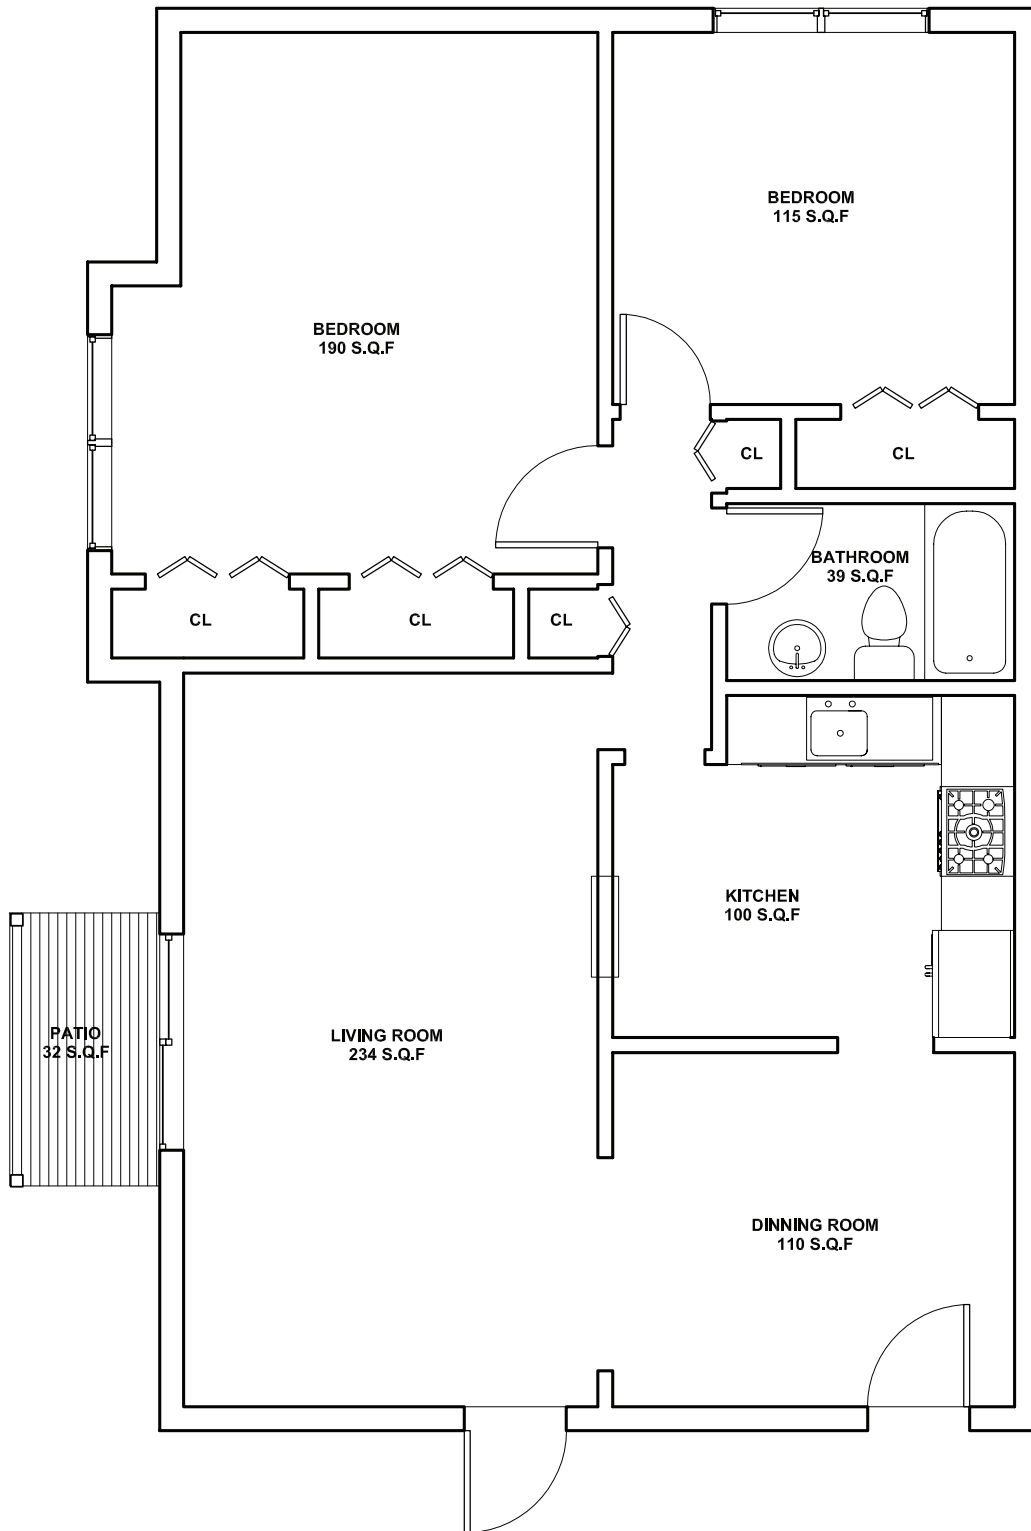 BEDROOM
115 S.Q.F
BEDROOM
190 S.Q.F
CL
CL
BATHROOM
39 S.Q.F
CL
CL
CL
KITCHEN
100 S.Q.F
PATIO
32 S.Q.F
LIVING ROOM
234 S.Q.F
DINNING ROOM
110 S.Q.F